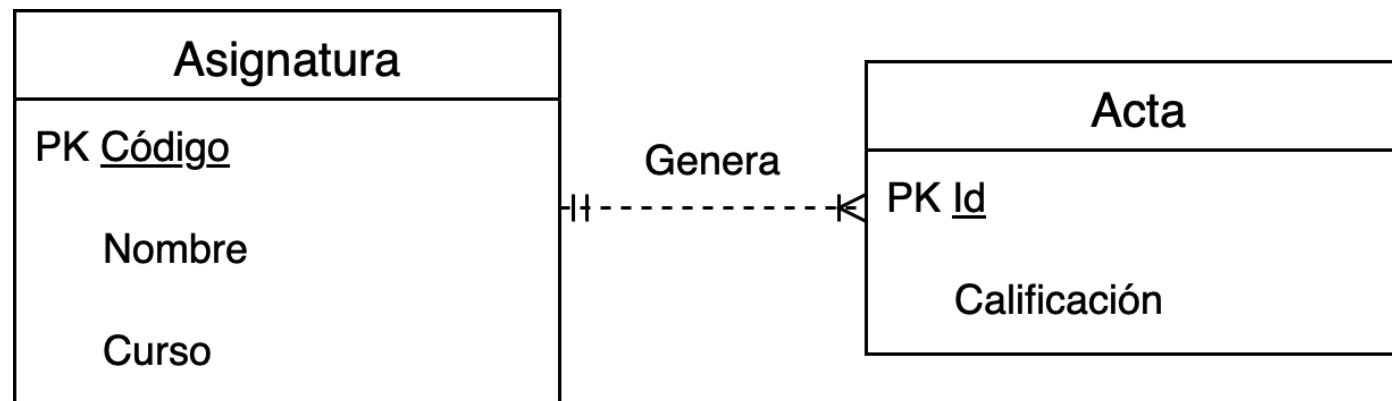 Asignatura
PK Código
Nombre
Curso
Genera
Acta
PK Id
Calificación